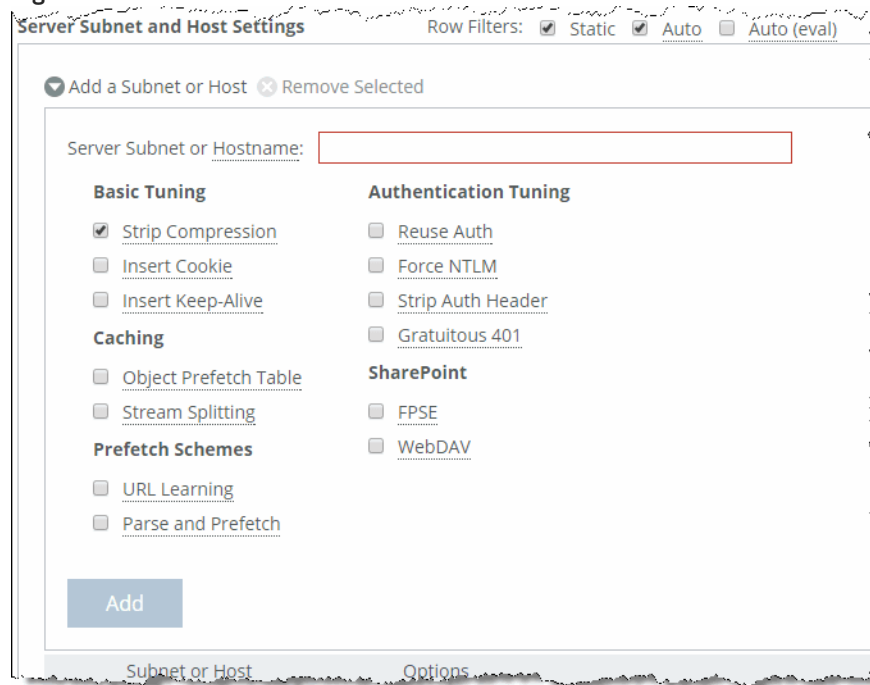 Server Subnet and Host Settings Row Filters: Static Auto Auto (eval)
Add a Subnet or Host Remove Selected
Server Subnet or Hostname:
Basic Tuning
Strip Compression
Insert Cookie
Insert Keep-Alive
Caching
Object Prefetch Table
Stream Splitting
Prefetch Schemes
URL Learning
Parse and Prefetch
Authentication Tuning
Reuse Auth
Force NTLM
Strip Auth Header
Gratuitous 401
SharePoint
FPSE
WebDAV
Add
Subnet or Host Options